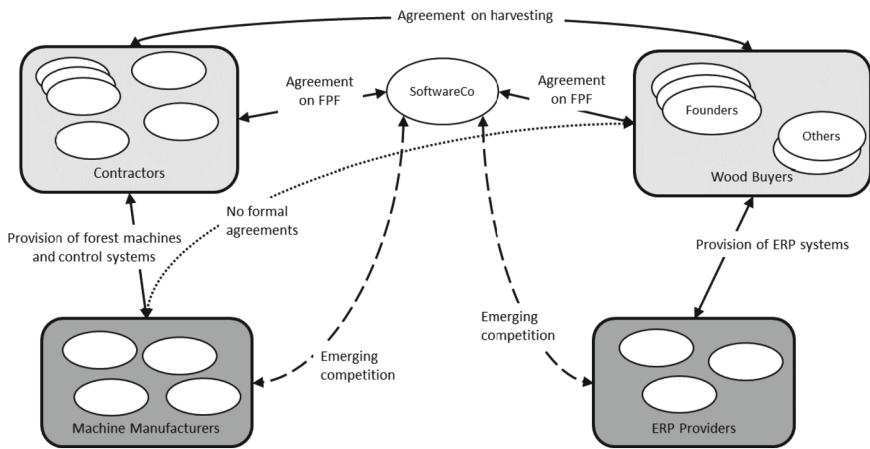 Agreement on harvesting
Agreement
on FPF
SoftwareCo
Agreement
on FPF
Founders
Others
Contractors
Wood Buyers
No formal
agreements
Provision of forest machines
and control systems
Provision of ERP systems
Emerging
competition
Emerging
competition
Machine Manufacturers
ERP Providers